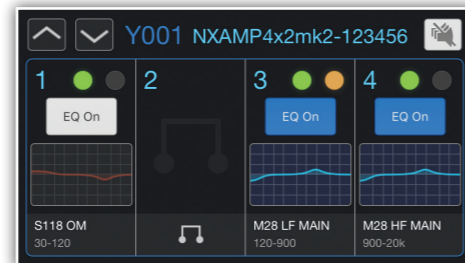 Y001 NXAMP4x2mk2-123456
1 2 3 4
EQ On EQ On EQ On
S118 OM M28 LF MAIN M28 HF MAIN
30-120 120-900 900-20k